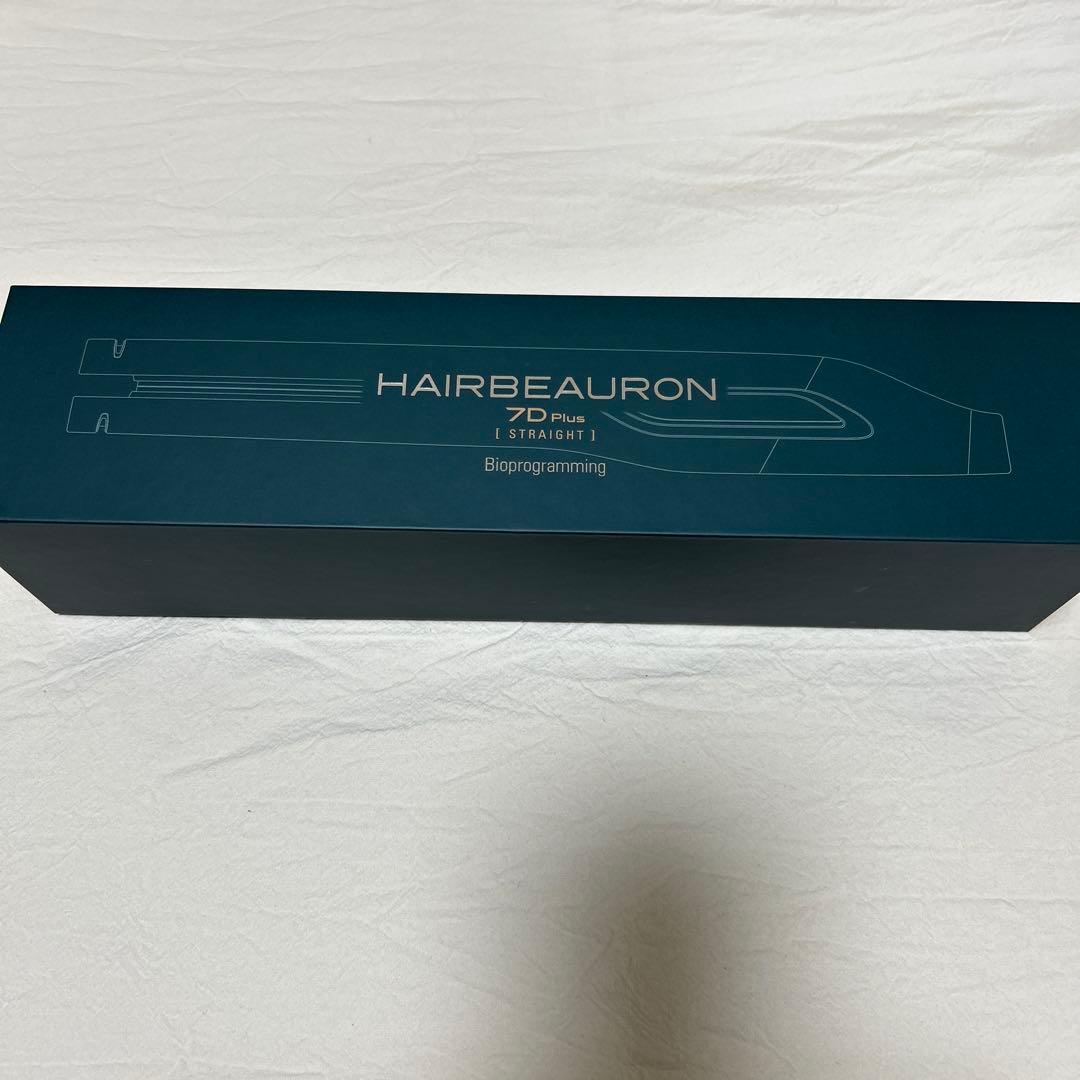 HAIRBEAURON
7D Plus
[ STRAIGHT ]
Bioprogramming